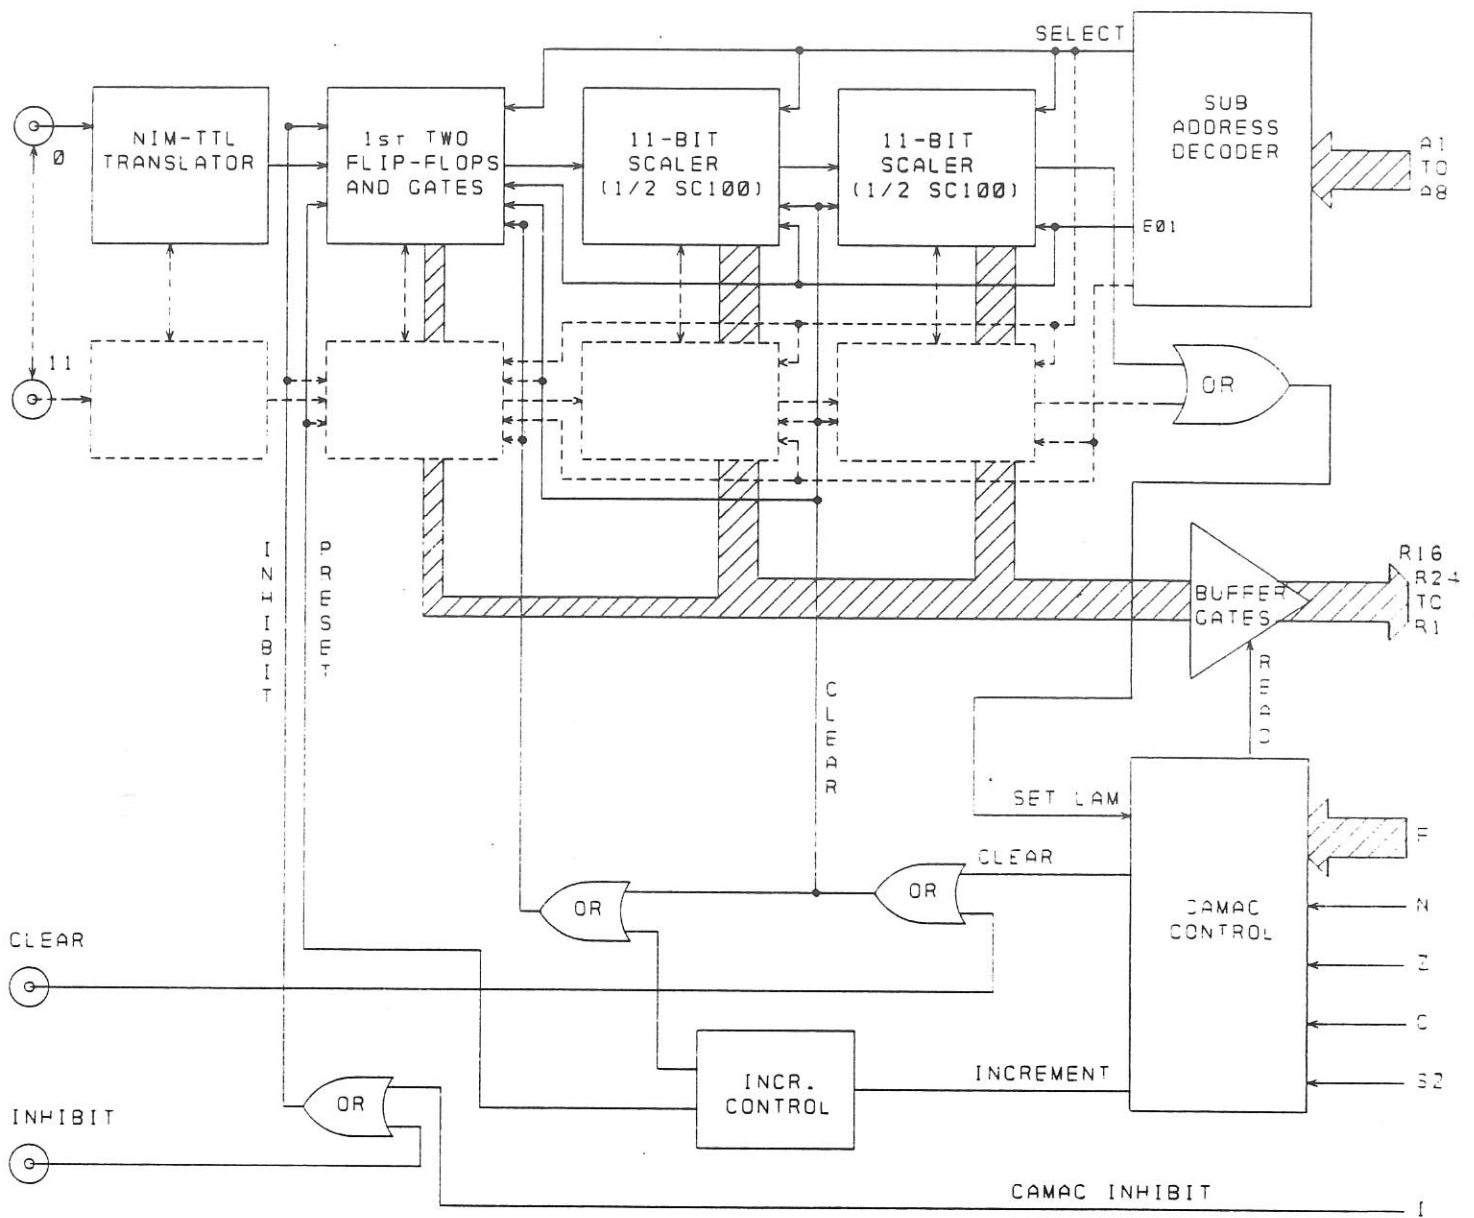 SELECT
SUB
ADDRESS
DECODER
A1
TO
A8
E01
0
NIM-TTL
TRANSLATOR
1st TWO
FLIP-FLOPS
AND GATES
11-BIT
SCALER
(1/2 SC100)
11-BIT
SCALER
(1/2 SC100)
11
OR
INHIBIT
PRESET
CLEAR
BUFFER
GATES
R16
R24
TO
R1
READ
SET LAM
CLEAR
OR
OR
CAMAC
CONTROL
F
N
Z
C
S2
CLEAR
INCR.
CONTROL
INCREMENT
OR
INHIBIT
CAMAC INHIBIT
I